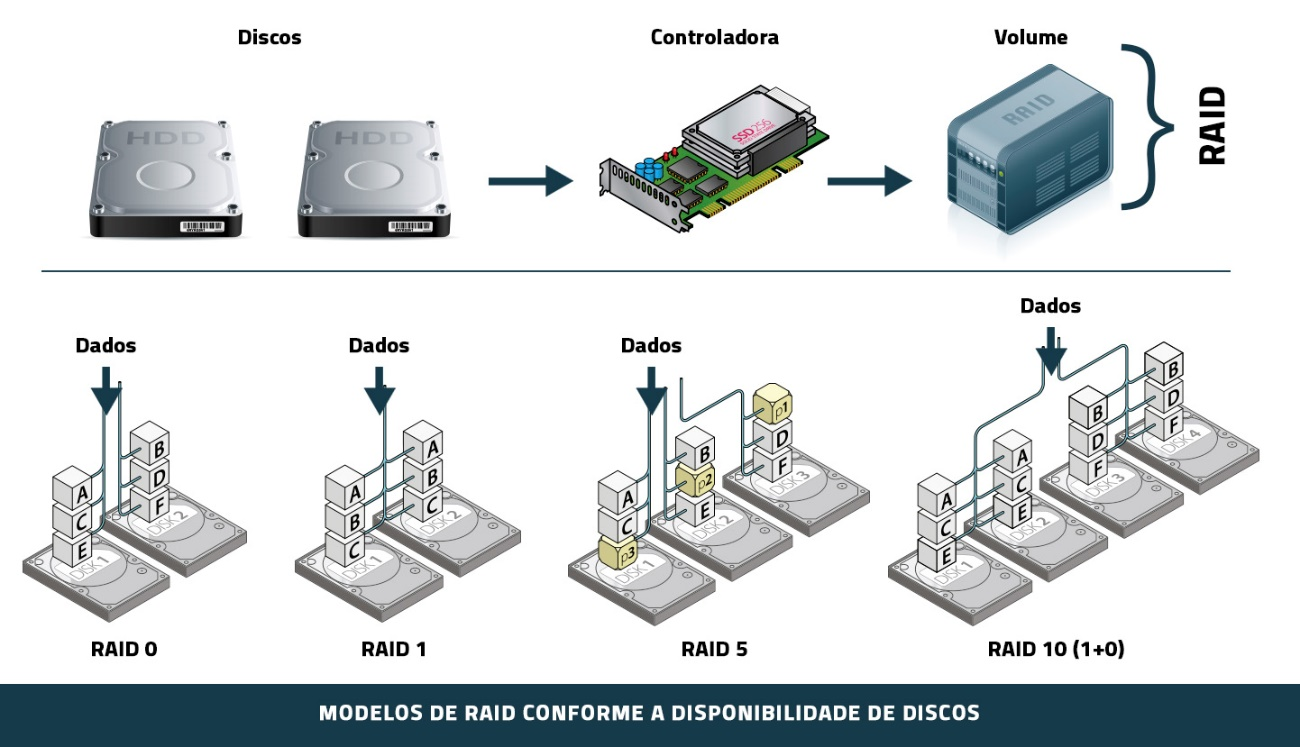 Discos
Controladora
Volume
HDD
HDD
SSD256
RAID
RAID
Dados
Dados
Dados
Dados
A
C
E
DISK 1
B
D
F
DISK 2
RAID 0
A
B
C
DISK 1
A
B
C
DISK 2
RAID 1
A
C
p3
DISK 1
B
p2
E
DISK 2
p1
D
F
DISK 3
RAID 5
A
C
E
DISK 1
A
C
E
DISK 2
B
D
F
DISK 3
B
D
F
DISK 4
RAID 10 (1+0)
MODELOS DE RAID CONFORME A DISPONIBILIDADE DE DISCOS